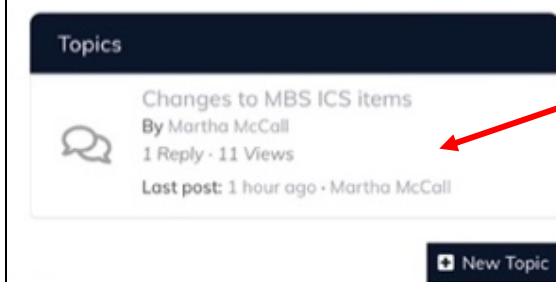 Topics
Changes to MBS ICS items
By Martha McCall
1 Reply · 11 Views
Last post: 1 hour ago · Martha McCall
New Topic